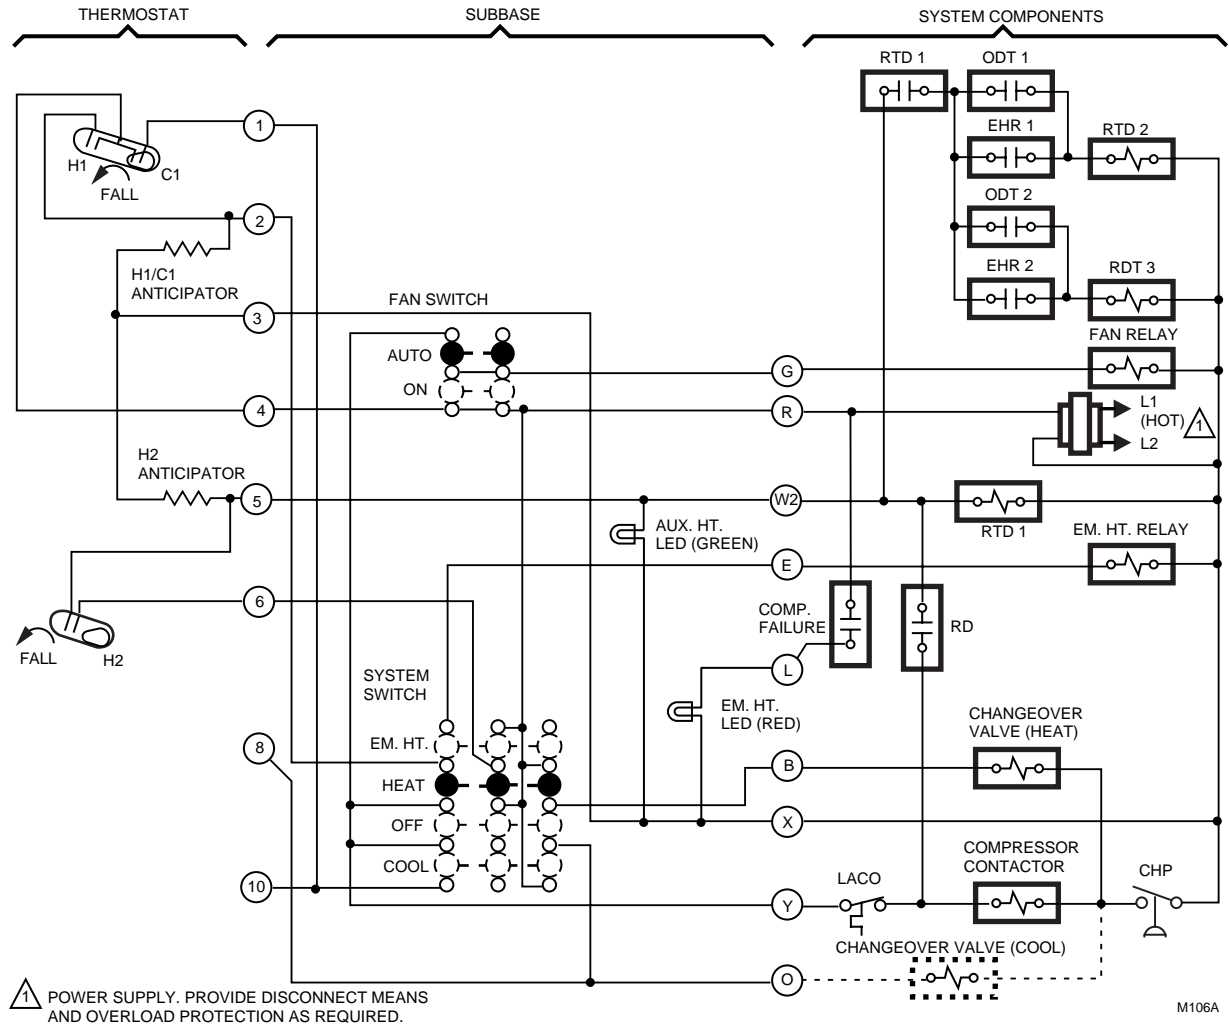 THERMOSTAT
SUBBASE
SYSTEM COMPONENTS
RTD 1
ODT 1
1
EHR 1
RTD 2
H1
C1
FALL
ODT 2
2
H1/C1
ANTICIPATOR
EHR 2
RDT 3
FAN SWITCH
3
FAN RELAY
AUTO
G
ON
4
R
L1
(HOT)
1
L2
H2
ANTICIPATOR
5
W2
AUX. HT.
LED (GREEN)
RTD 1
EM. HT. RELAY
E
6
COMP.
FAILURE
RD
FALL
H2
L
SYSTEM
SWITCH
EM. HT.
LED (RED)
CHANGEOVER
VALVE (HEAT)
8
EM. HT.
B
HEAT
OFF
X
COMPRESSOR
CONTACTOR
COOL
LACO
CHP
10
Y
CHANGEOVER VALVE (COOL)
O
1
POWER SUPPLY. PROVIDE DISCONNECT MEANS
AND OVERLOAD PROTECTION AS REQUIRED.
M106A